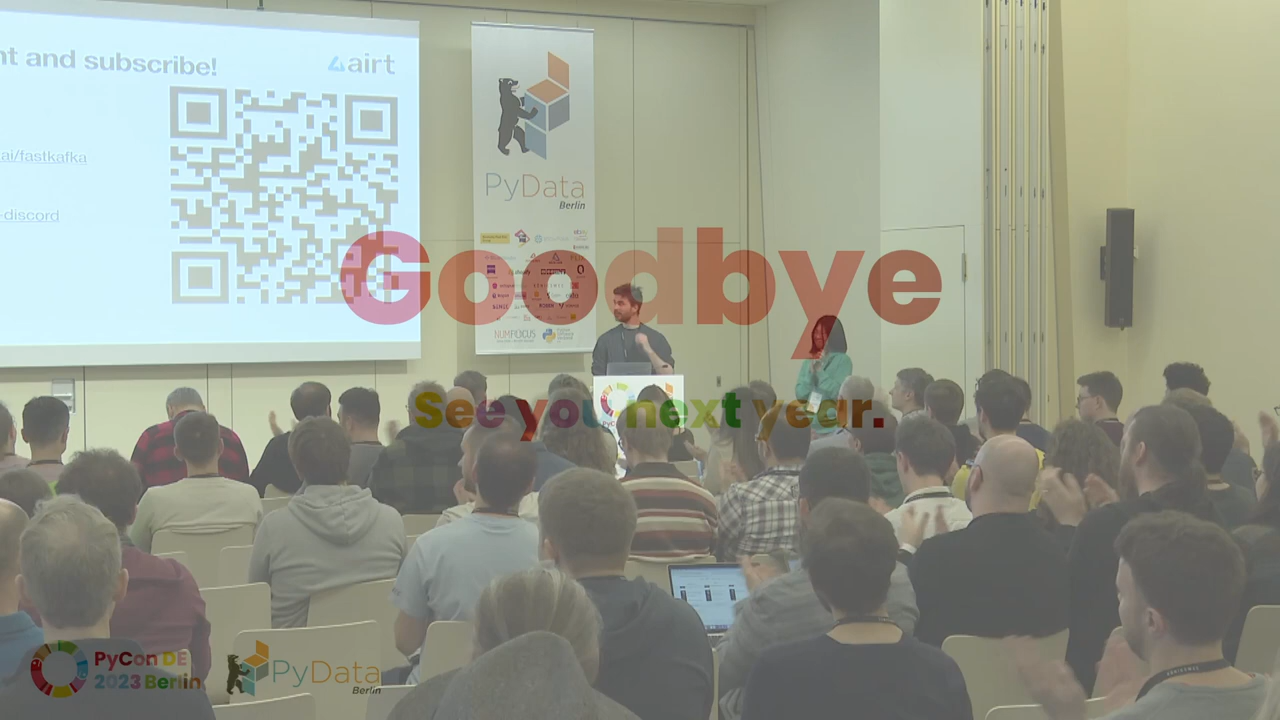 nt and subscribe!
airt
ai/fastkafka
-discord
PyData
Berlin
NUMFOCUS
Goodbye
See you next year.
PyCon DE
2023 Berlin
PyData
Berlin